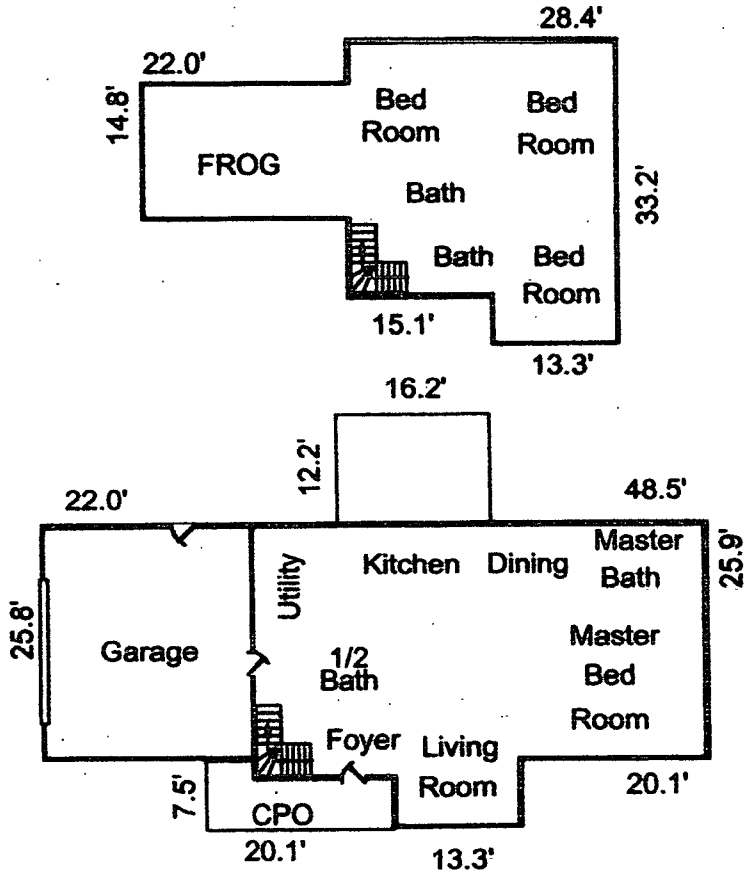 28.4'
22.0'
14.8'
Bed
Room
Bed
Room
FROG
Bath
33.2'
Bath
Bed
Room
15.1'
13.3'
16.2'
12.2'
22.0'
48.5'
Utility
Kitchen
Dining
Master
Bath
25.9'
25.8'
Garage
1/2
Bath
Master
Bed
Room
Foyer
Living
Room
7.5'
CPO
20.1'
20.1'
13.3'